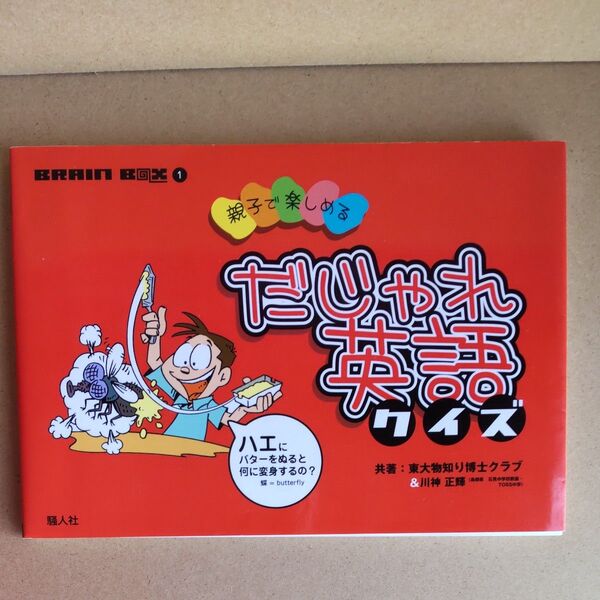 BRAIN BOX 1
親子で楽しめる
だじゃれ
英語
クイズ
ハエに
バターをぬると
何に変身するの?
蝶 = butterfly
共著:東大物知り博士クラブ
&川神 正輝
騒人社